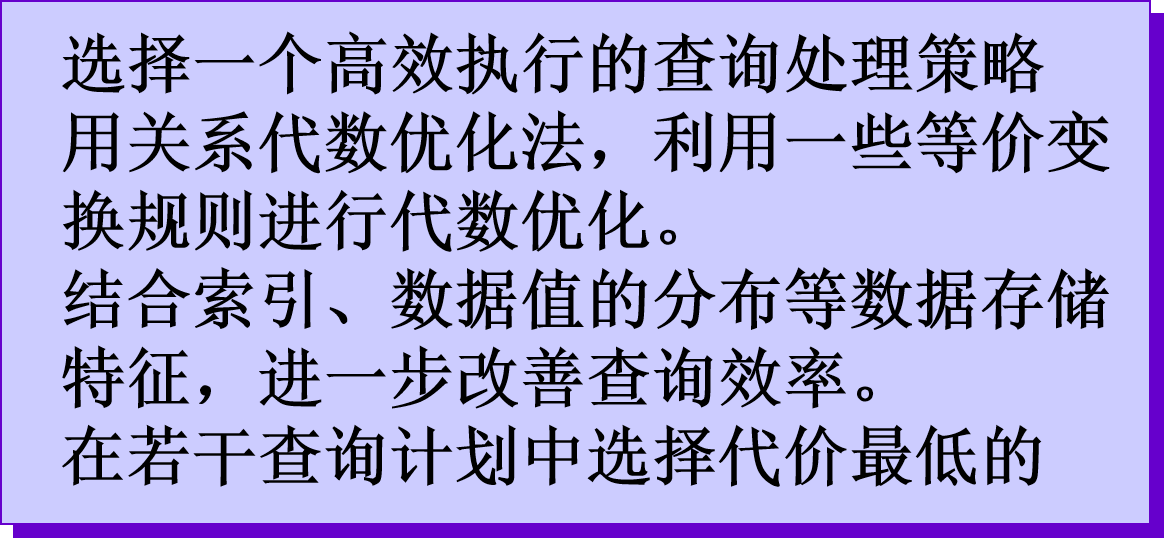 选择一个高效执行的查询处理策略
用关系代数优化法，利用一些等价变
换规则进行代数优化。
结合索引、数据值的分布等数据存储
特征，进一步改善查询效率。
在若干查询计划中选择代价最低的